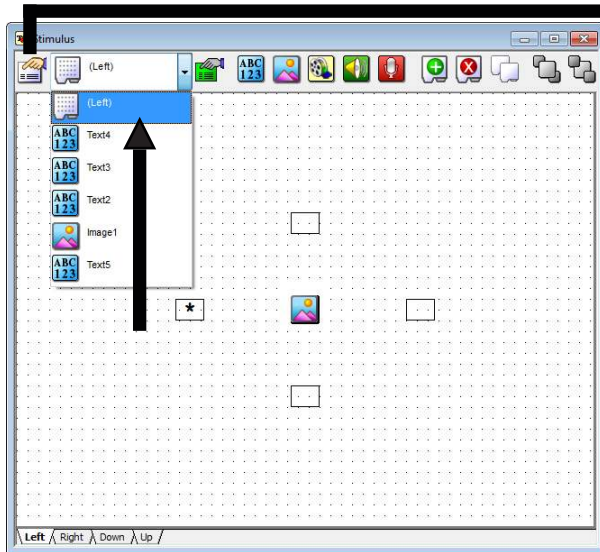 Stimulus
(Left)
ABC
123
(Left)
ABC
123
Text4
ABC
123
Text3
ABC
123
Text2
Image1
ABC
123
Text5
*
Left
Right
Down
Up